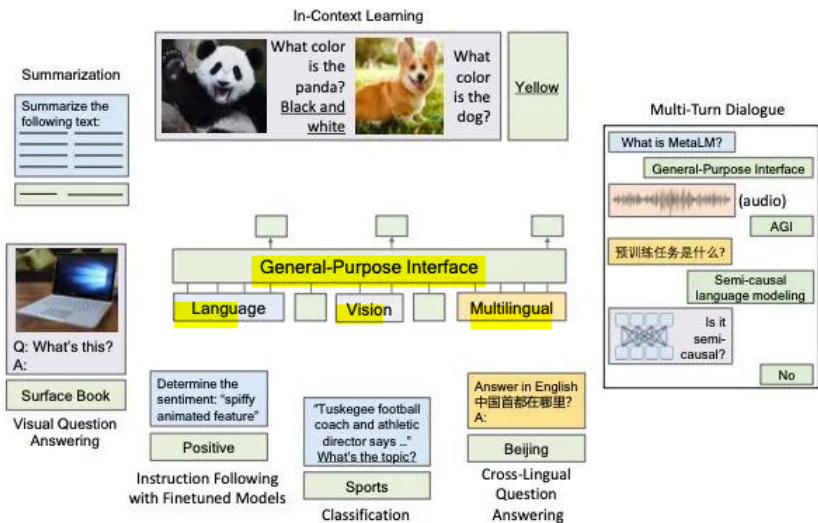 In-Context Learning
What color
is the
panda?
Black and
white
What
color
is the
dog?
Yellow
Summarization
Summarize the
following text:
Multi-Turn Dialogue
What is MetaLM?
General-Purpose Interface
(audio)
AGI
预训练任务是什么?
Semi-causal
language modeling
Is it
semi-
causal?
No
General-Purpose Interface
Language
Vision
Multilingual
Q: What's this?
A:
Surface Book
Visual Question
Answering
Determine the
sentiment: "spiffy
animated feature"
Positive
Instruction Following
with Finetuned Models
"Tuskegee football
coach and athletic
director says .."
What's the topic?
Sports
Classification
Answer in English
中国首都在哪里?
A:
Beijing
Cross-Lingual
Question
Answering